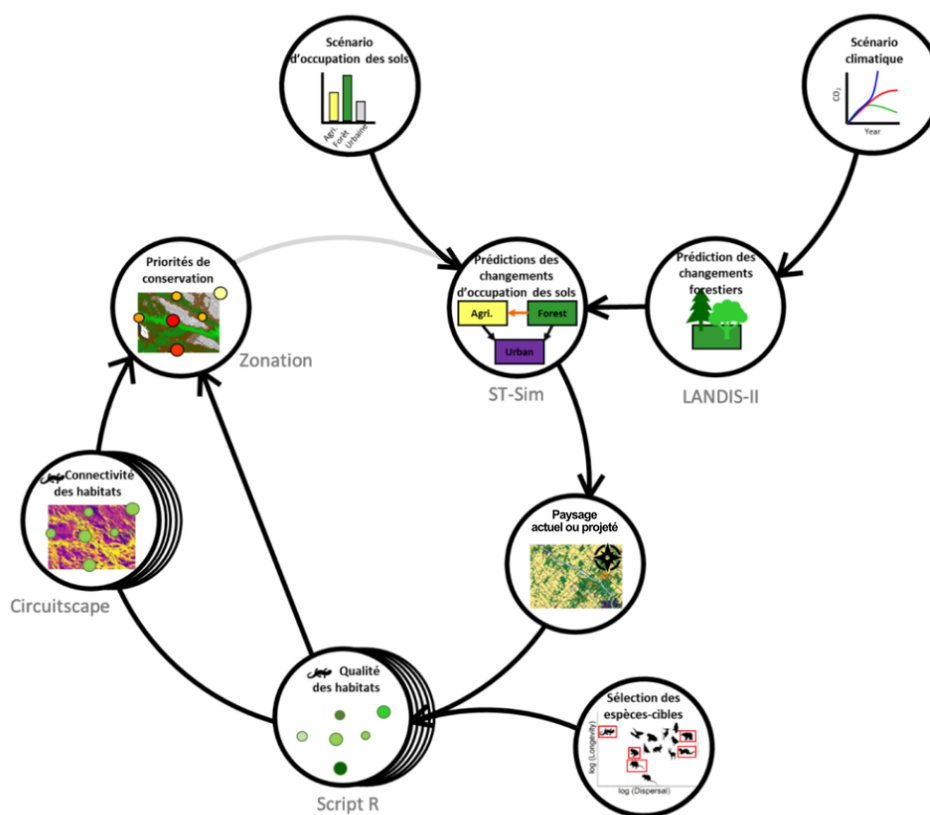 Scénario
d'occupation des sols
Agri.
Forêt
Urbaine
Scénario
climatique
CO2
Year
Priorités de
conservation
Zonation
Prédictions des
changements
d'occupation des sols
Agri.
Forest
Urban
ST-Sim
Prédiction des
changements
forestiers
LANDIS-II
Connectivité
des habitats
Circuitscape
Paysage
actuel ou projeté
Qualité
des habitats
Script R
Sélection des
espèces-cibles
log (Longevity)
log (Dispersal)